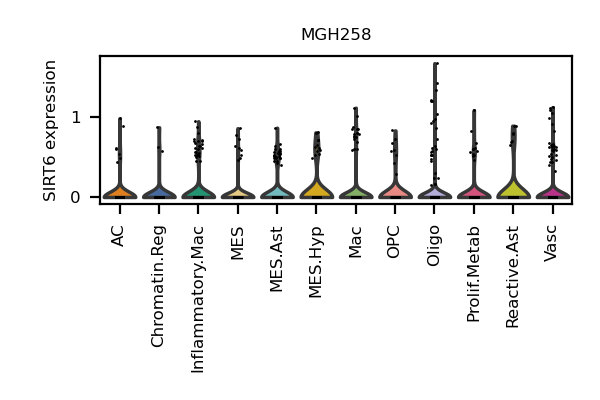 MGH258
SIRT6 expression
1
0
AC
Chromatin.Reg
Inflammatory.Mac
MES
MES.Ast
MES.Hyp
Mac
OPC
Oligo
Prolif.Metab
Reactive.Ast
Vasc